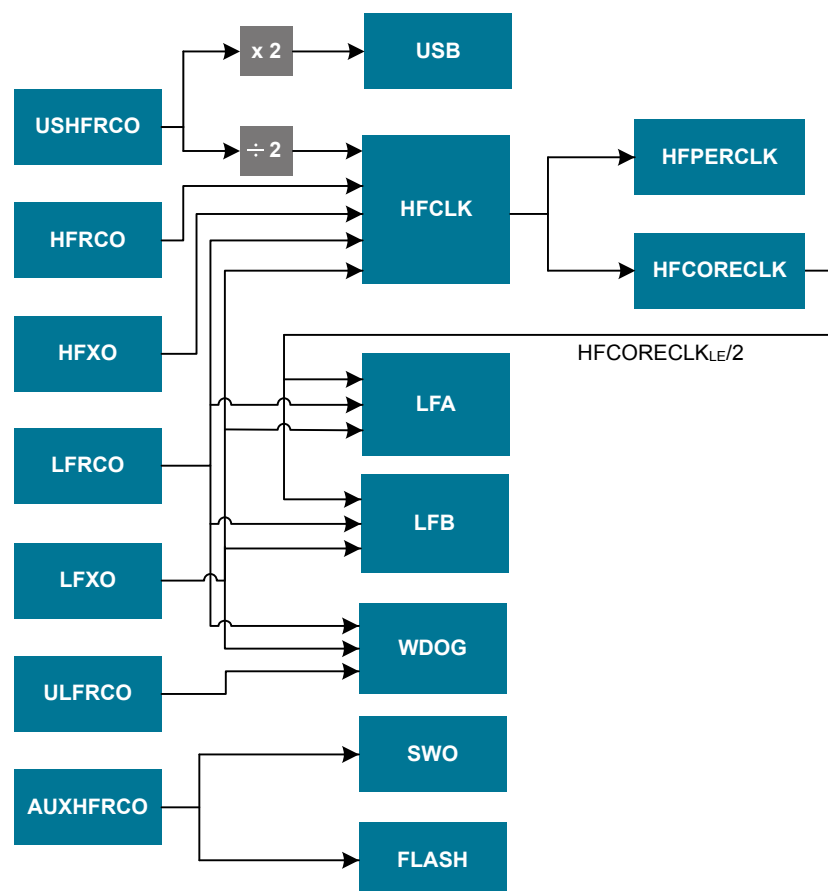 x 2
USB
USHFRCO
÷ 2
HFPERCLK
HFCLK
HFRCO
HFCORECLK
HFXO
HFCORECLKLE/2
LFA
LFRCO
LFB
LFXO
WDOG
ULFRCO
SWO
AUXHFRCO
FLASH